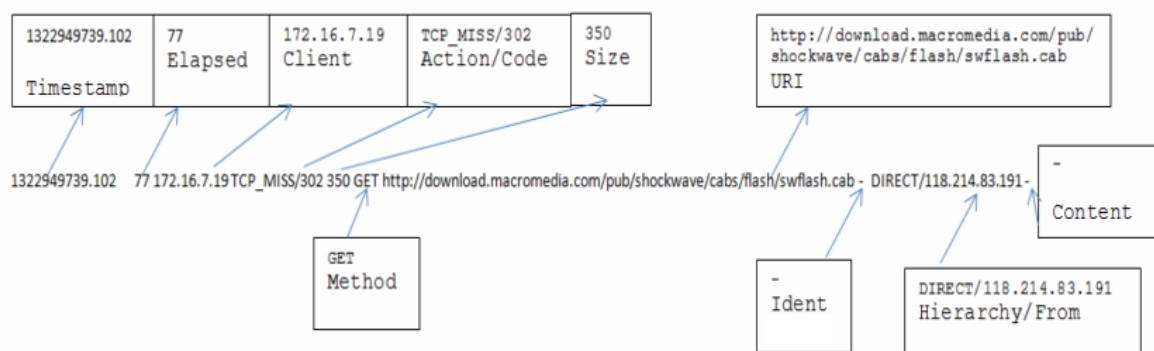 1322949739.102
Timestamp
77
Elapsed
172.16.7.19
Client
TCP_MISS/302
Action/Code
350
Size
http://download.macromedia.com/pub/
shockwave/cabs/flash/swflash.cab
URI
1322949739.102 77 172.16.7.19 TCP_MISS/302 350 GET http://download.macromedia.com/pub/shockwave/cabs/flash/swflash.cab - DIRECT/118.214.83.191 -
-
Content
GET
Method
-
Ident
DIRECT/118.214.83.191
Hierarchy/From